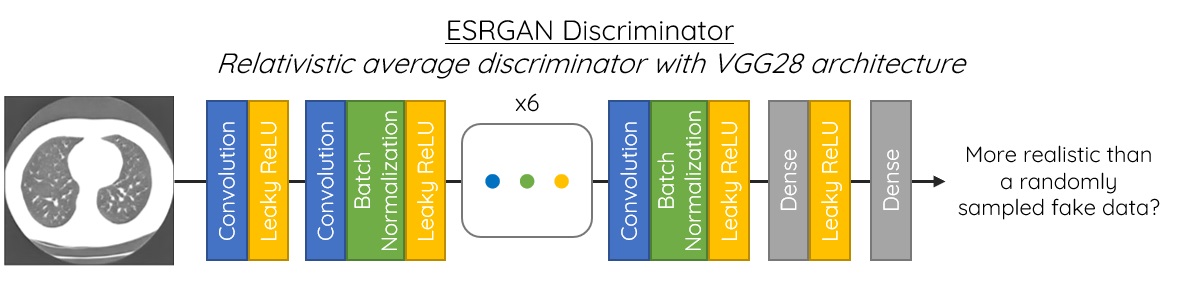 ESRGAN Discriminator
Relativistic average discriminator with VGG28 architecture
x6
Convolution
Leaky ReLU
Convolution
Batch
Normalization
Leaky ReLU
Convolution
Batch
Normalization
Leaky ReLU
Dense
Leaky ReLU
Dense
More realistic than
a randomly
sampled fake data?